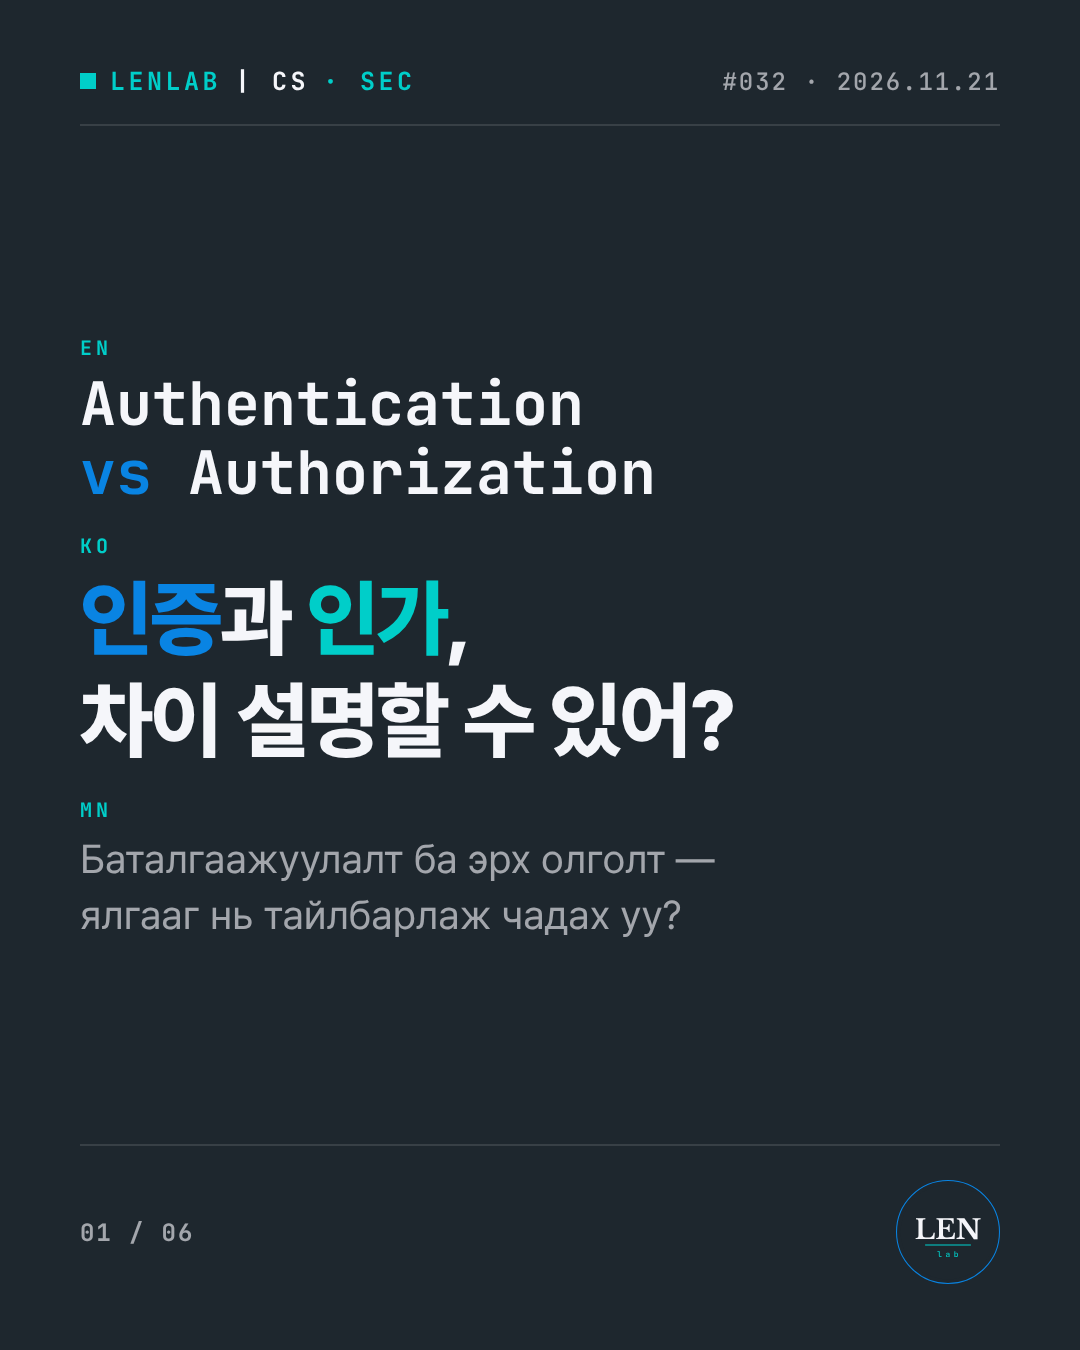 LENLAB | CS · SEC
#032 · 2026.11.21
EN
Authentication
vs Authorization
KO
인증과 인가,
차이 설명할 수 있어?
MN
Баталгаажуулалт ба эрх олголт —
ялгааг нь тайлбарлаж чадах уу?
01 / 06
LEN
lab